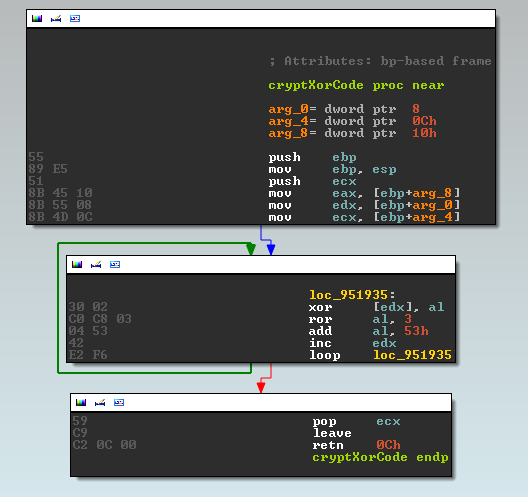 ; Attributes: bp-based frame
cryptXorCode proc near
arg_0= dword ptr 8
arg_4= dword ptr 0Ch
arg_8= dword ptr 10h
55 push ebp
89 E5 mov ebp, esp
51 push ecx
8B 45 10 mov eax, [ebp+arg_8]
8B 55 08 mov edx, [ebp+arg_0]
8B 4D 0C mov ecx, [ebp+arg_4]
loc_951935:
30 02 xor [edx], al
C0 C8 03 ror al, 3
04 53 add al, 53h
42 inc edx
E2 F6 loop loc_951935
59 pop ecx
C9 leave
C2 0C 00 retn 0Ch
cryptXorCode endp